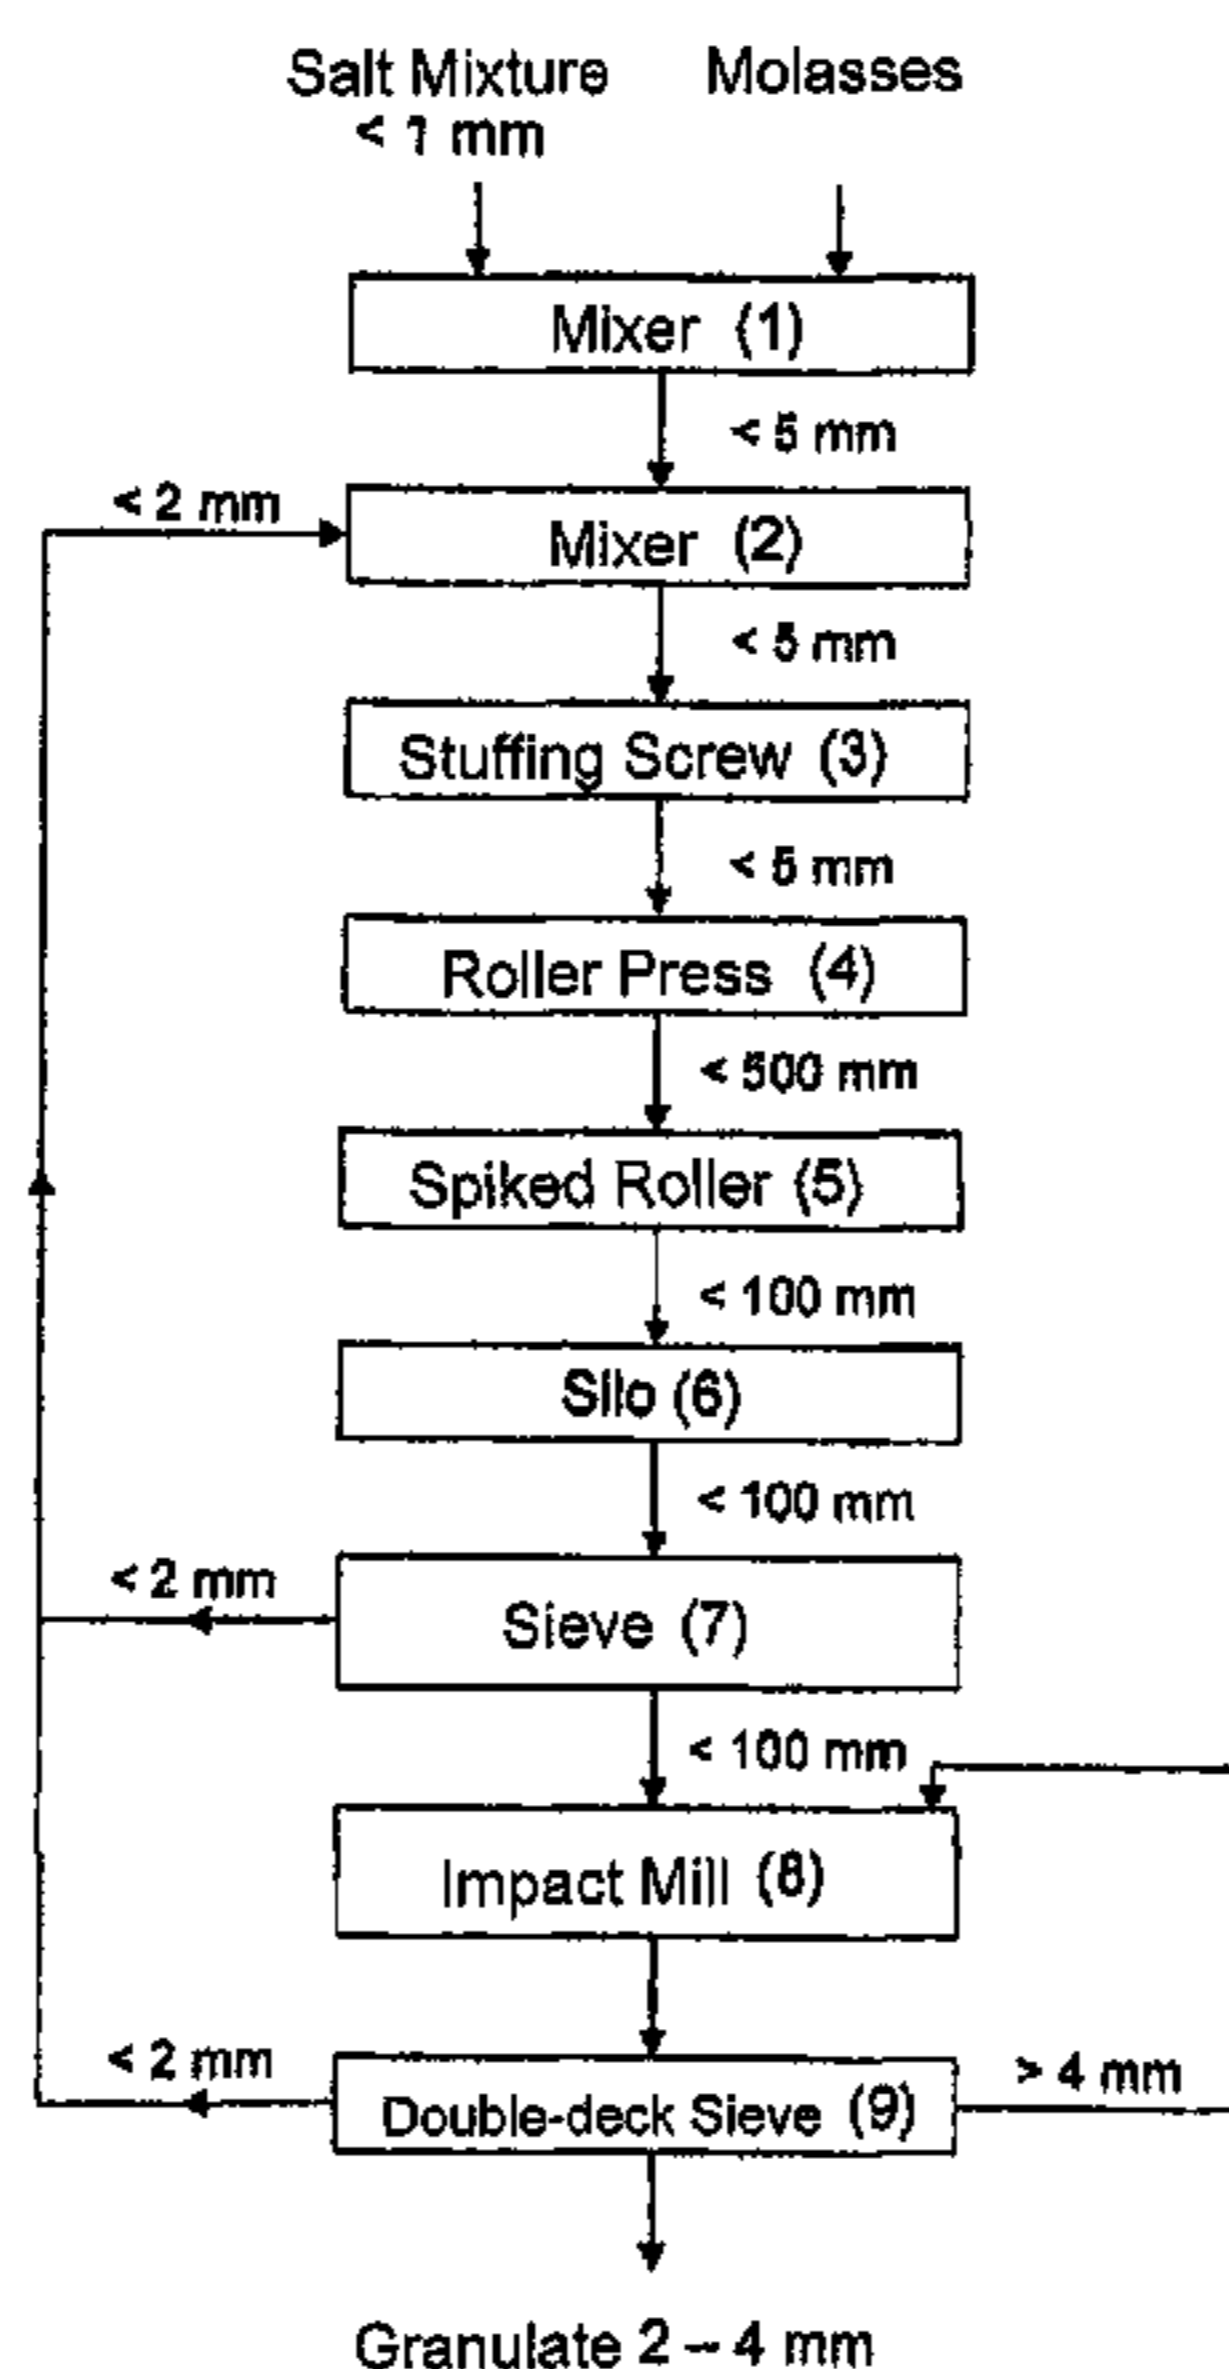 Salt Mixture
< 1 mm
Molasses
Mixer (1)
< 5 mm
< 2 mm
Mixer (2)
< 5 mm
Stuffing Screw (3)
< 5 mm
Roller Press (4)
< 500 mm
Spiked Roller (5)
< 100 mm
Silo (6)
< 100 mm
< 2 mm
Sieve (7)
< 100 mm
Impact Mill (8)
< 2 mm
Double-deck Sieve (9)
> 4 mm
Granulate 2 – 4 mm